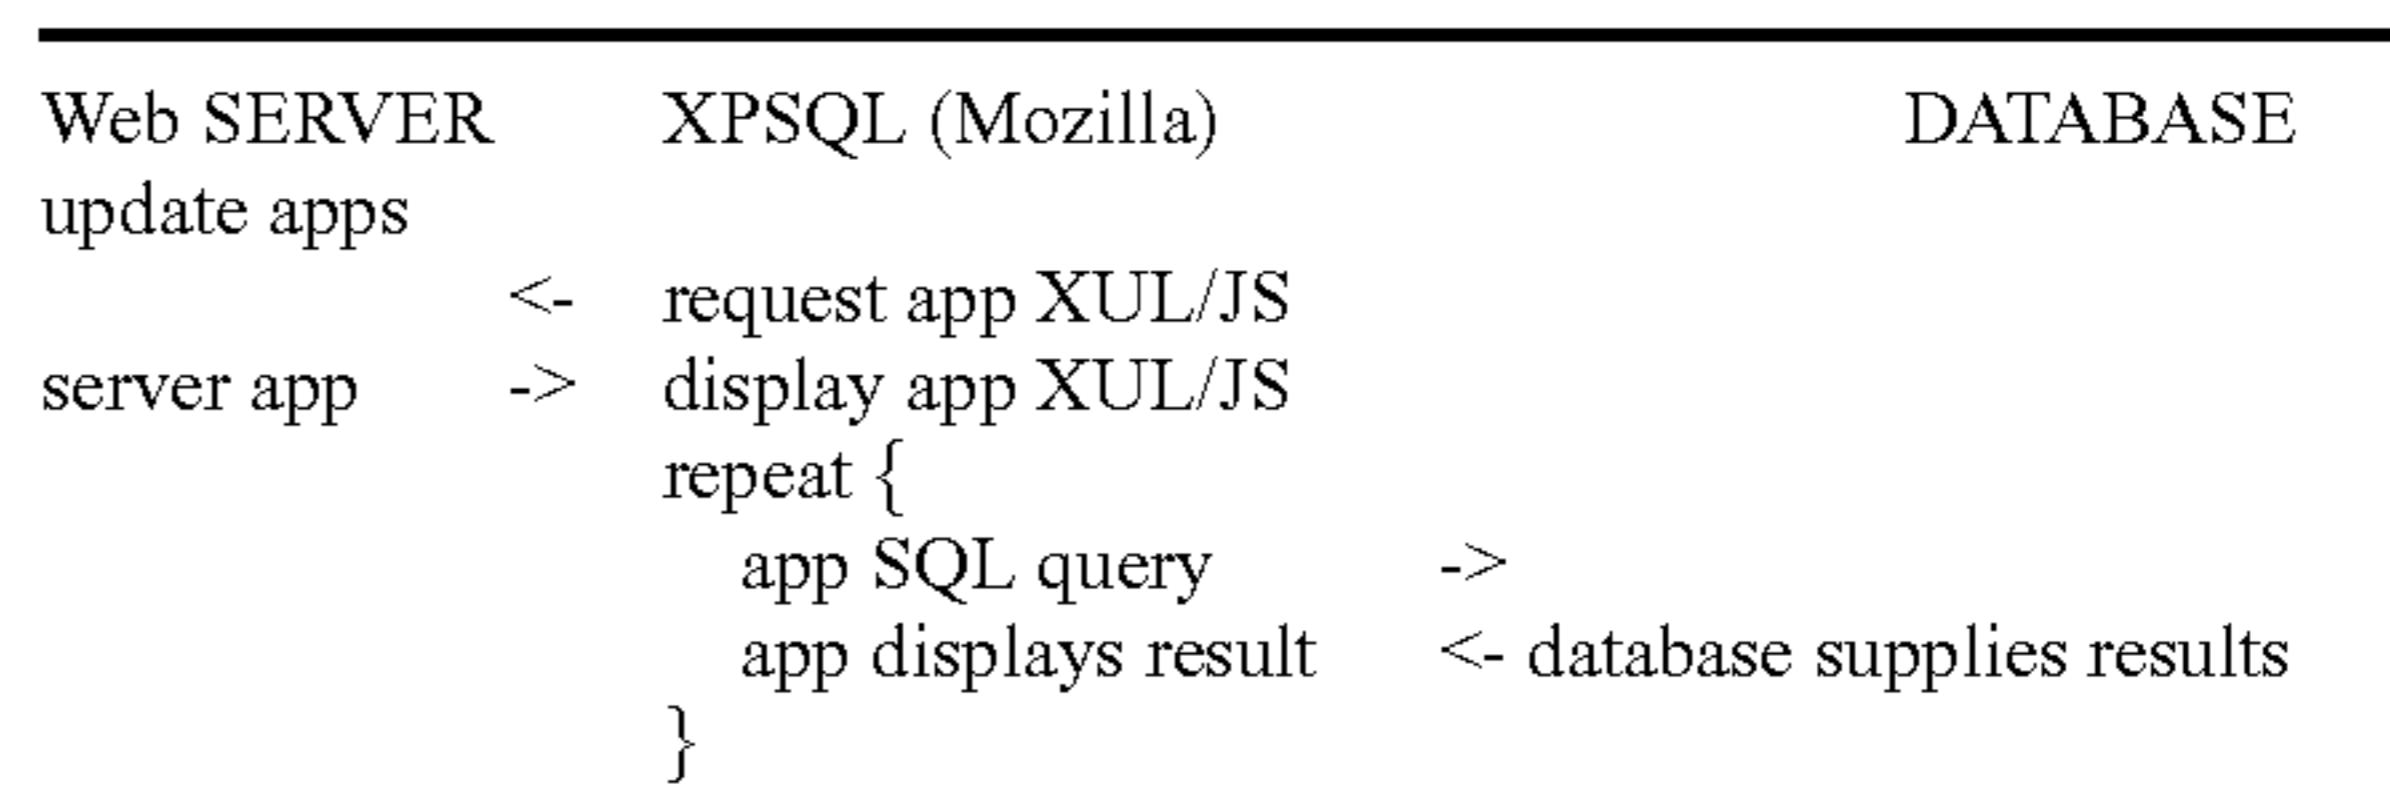 Web SERVER XPSQL (Mozilla) DATABASE
update apps
<- request app XUL/JS
server app -> display app XUL/JS
repeat {
app SQL query ->
app displays result <- database supplies results
}